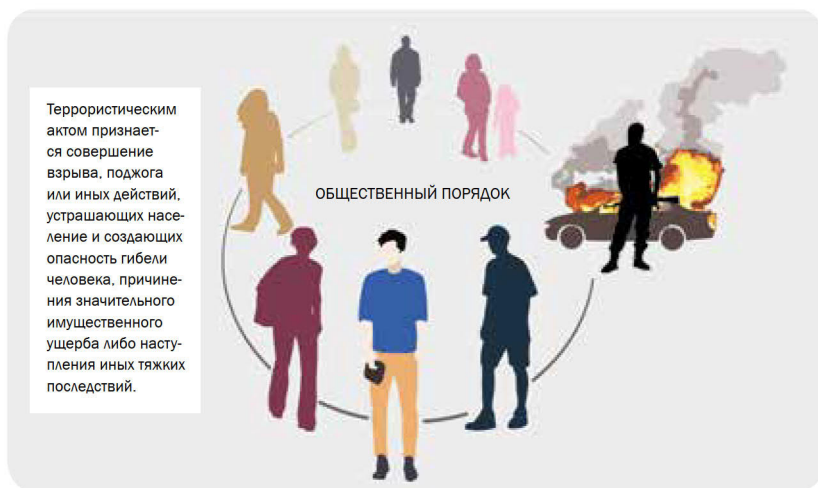 Террористическим
актом признает-
ся совершение
взрыва, поджога
или иных действий,
устрашающих насе-
ление и создающих
опасность гибели
человека, причине-
ния значительного
имущественного
ущерба либо насту-
пления иных тяжких
последствий.
ОБЩЕСТВЕННЫЙ ПОРЯДОК